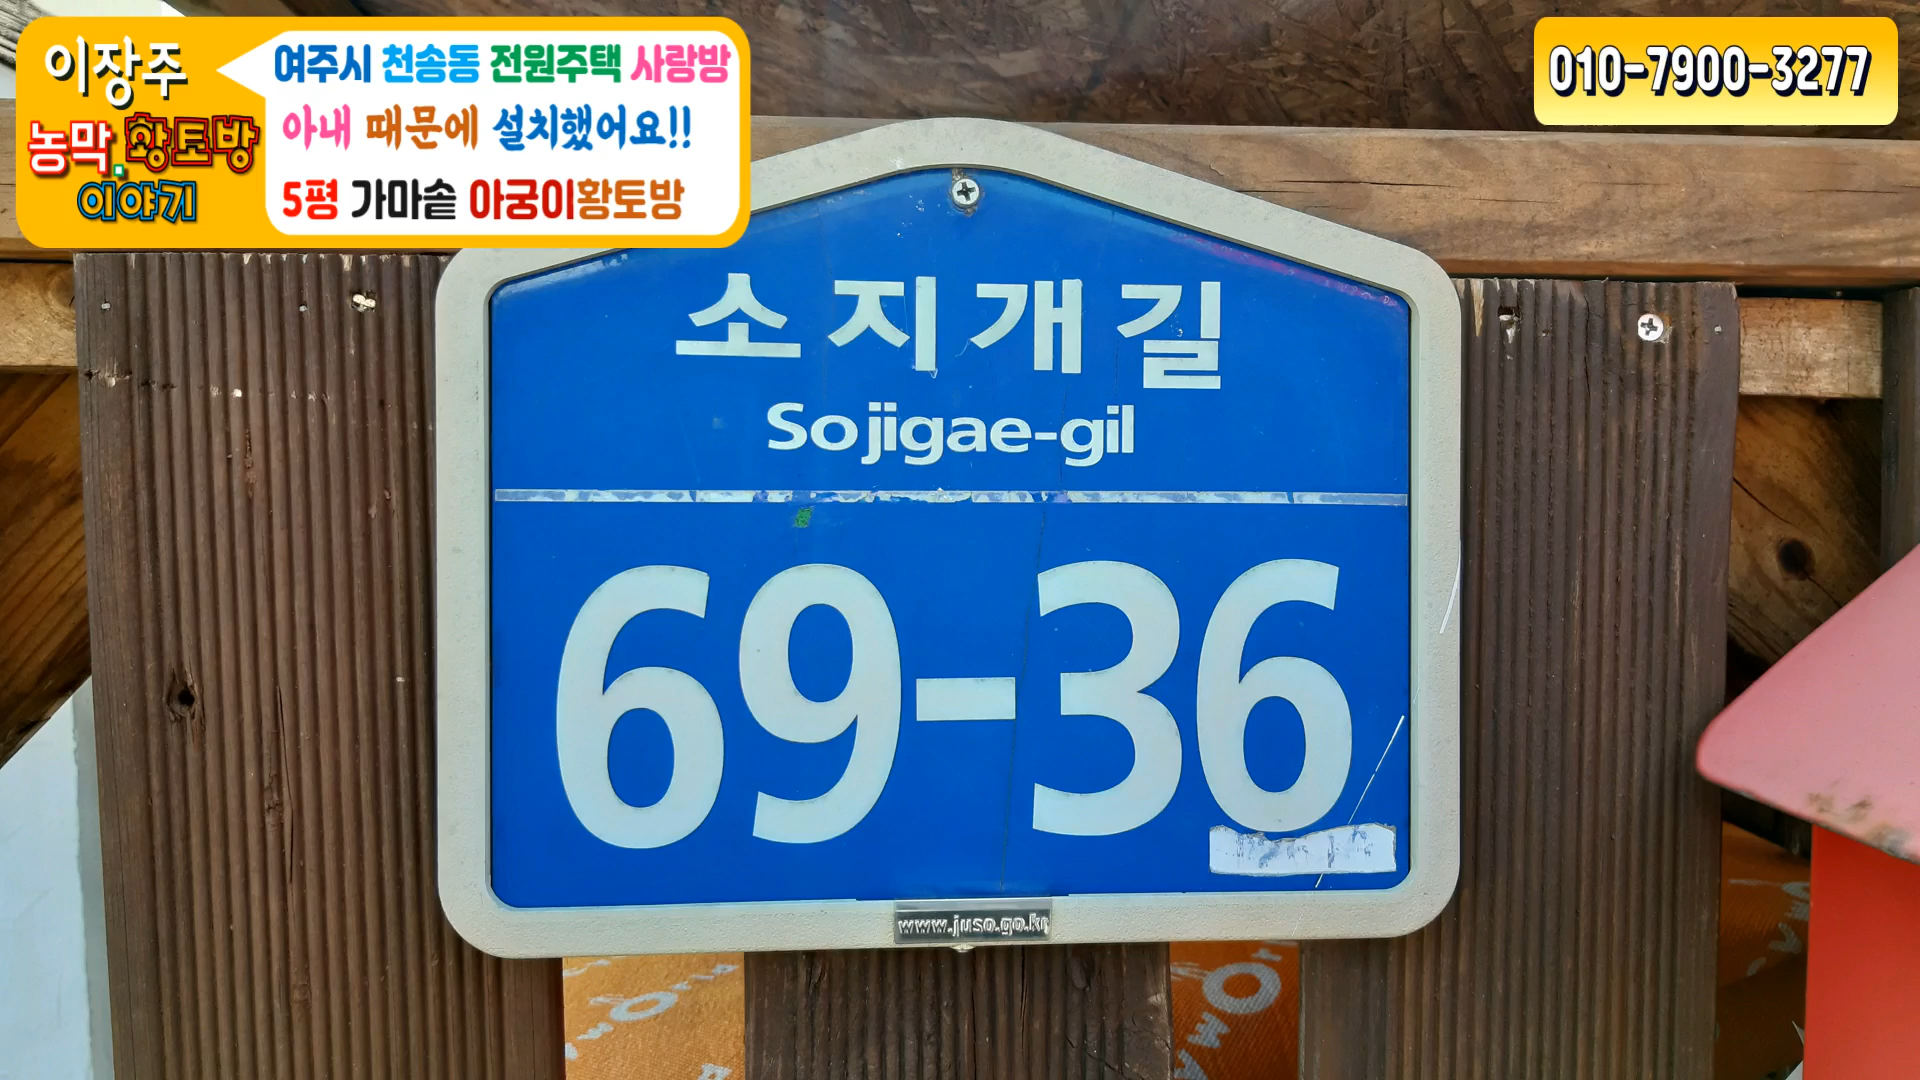 이장주
농막.황토방
이야기
여주시 천송동 전원주택 사랑방
아내 때문에 설치했어요!!
5평 가마솥 아궁이황토방
010-7900-3277
소지개길
Sojigae-gil
69-36
www.juso.go.kr